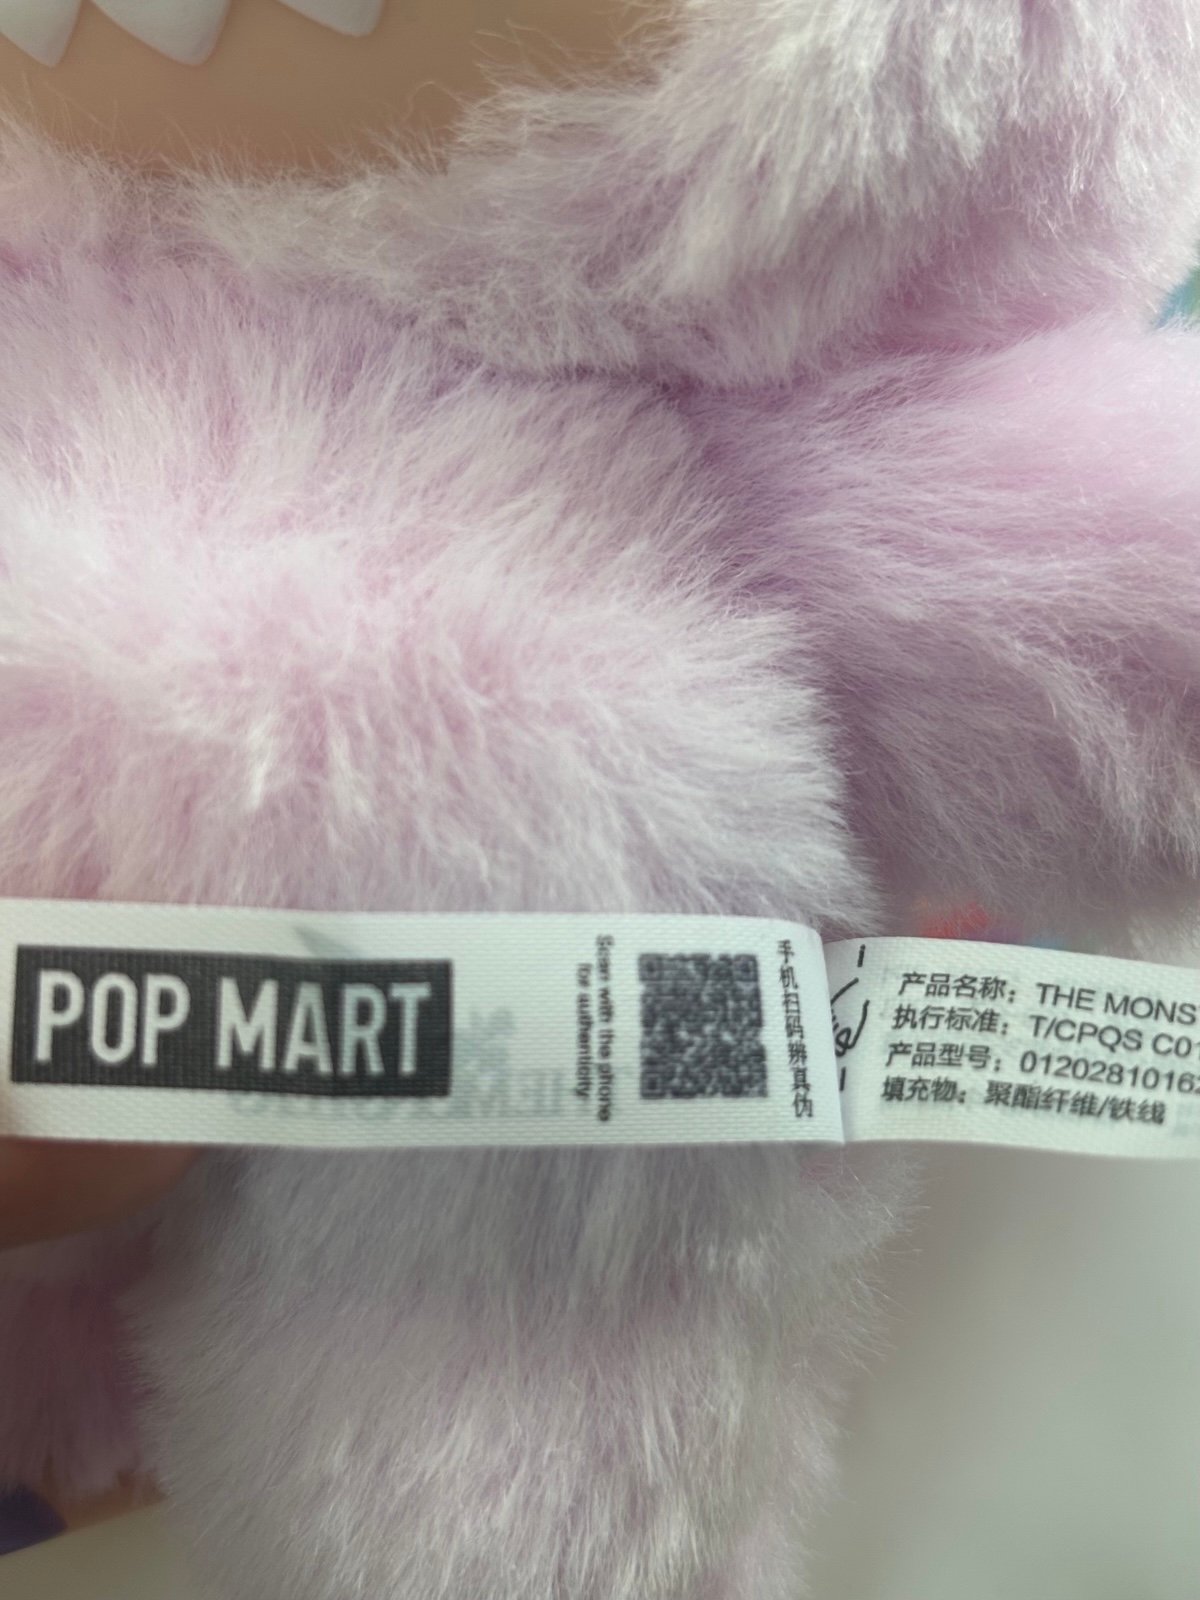 POP MART
Scan with the phone
for authenticity
手机扫码辨真伪
产品名称：THE MONS
执行标准：T/CPQS C01
产品型号：0120281016
填充物：聚酯纤维/铁线